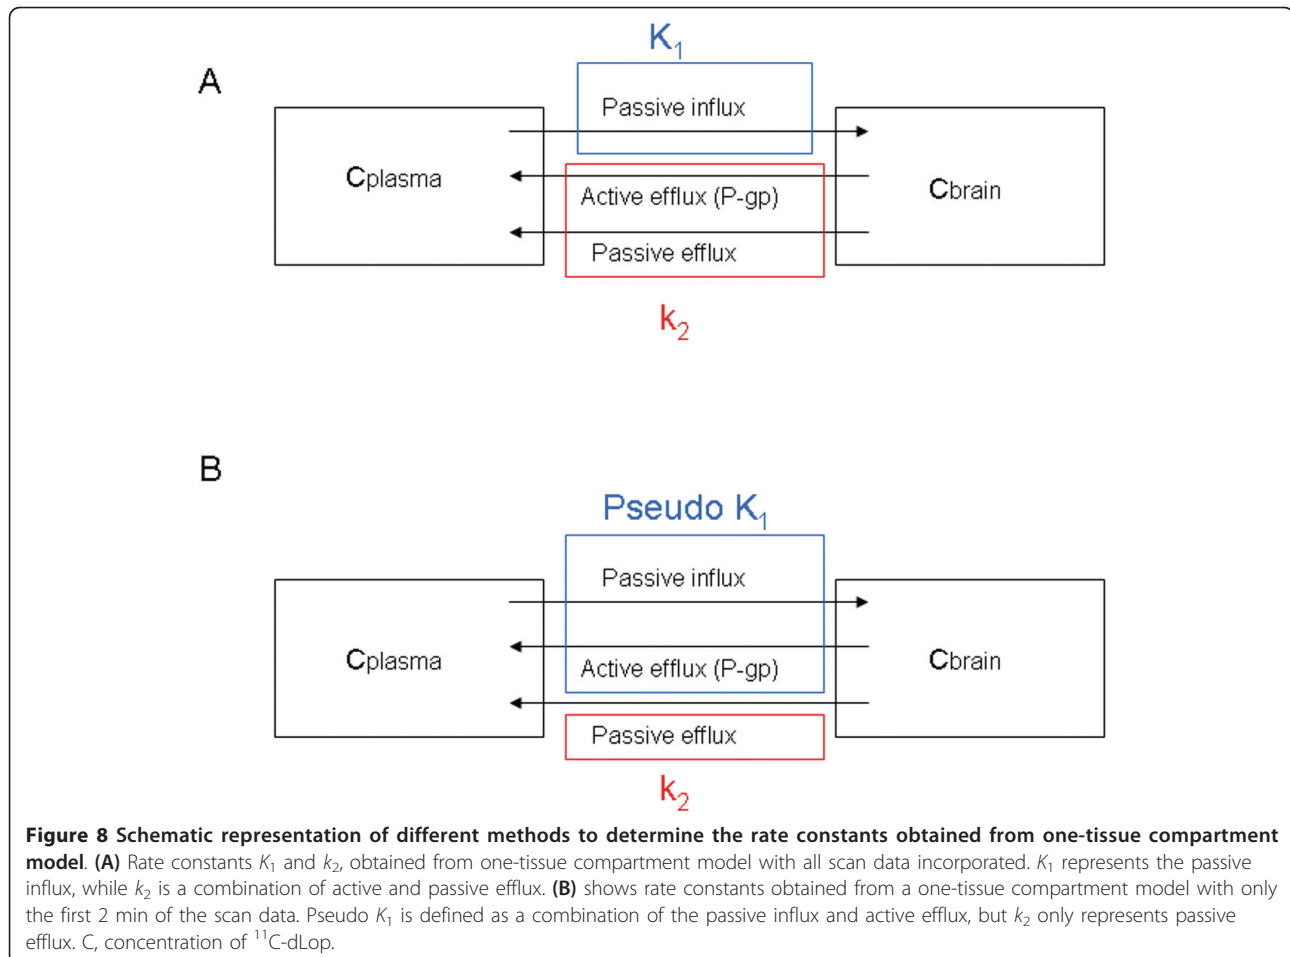 K₁
A
Passive influx
Cplasma
Active efflux (P-gp)
Cbrain
Passive efflux
k₂
B
Pseudo K₁
Passive influx
Cplasma
Active efflux (P-gp)
Cbrain
Passive efflux
k₂
Figure 8 Schematic representation of different methods to determine the rate constants obtained from one-tissue compartment
model. (A) Rate constants K₁ and k₂, obtained from one-tissue compartment model with all scan data incorporated. K₁ represents the passive
influx, while k₂ is a combination of active and passive efflux. (B) shows rate constants obtained from a one-tissue compartment model with only
the first 2 min of the scan data. Pseudo K₁ is defined as a combination of the passive influx and active efflux, but k₂ only represents passive
efflux. C, concentration of ¹¹C-dLop.